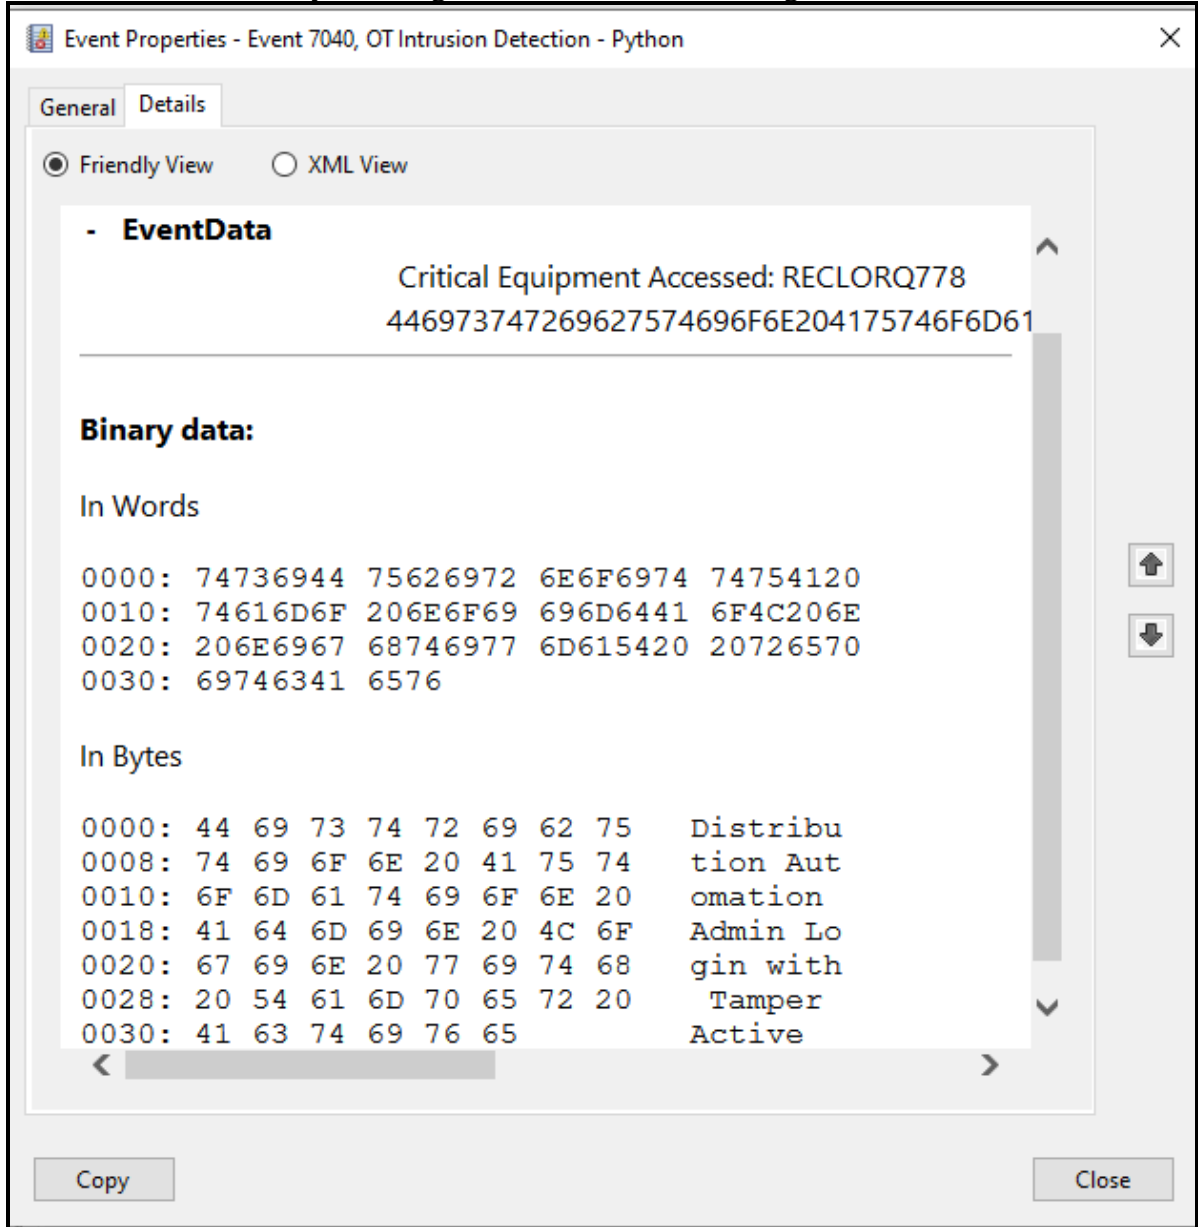 Event Properties - Event 7040, OT Intrusion Detection - Python
General Details
Friendly View XML View
- EventData
Critical Equipment Accessed: RECLORQ778
446973747269627574696F6E204175746F6D61
Binary data:
In Words
0000: 74736944 75626972 6E6F6974 74754120
0010: 74616D6F 206E6F69 696D6441 6F4C206E
0020: 206E6967 68746977 6D615420 20726570
0030: 69746341 6576
In Bytes
0000: 44 69 73 74 72 69 62 75 Distribu
0008: 74 69 6F 6E 20 41 75 74 tion Aut
0010: 6F 6D 61 74 69 6F 6E 20 omation
0018: 41 64 6D 69 6E 20 4C 6F Admin Lo
0020: 67 69 6E 20 77 69 74 68 gin with
0028: 20 54 61 6D 70 65 72 20 Tamper
0030: 41 63 74 69 76 65 Active
Copy Close